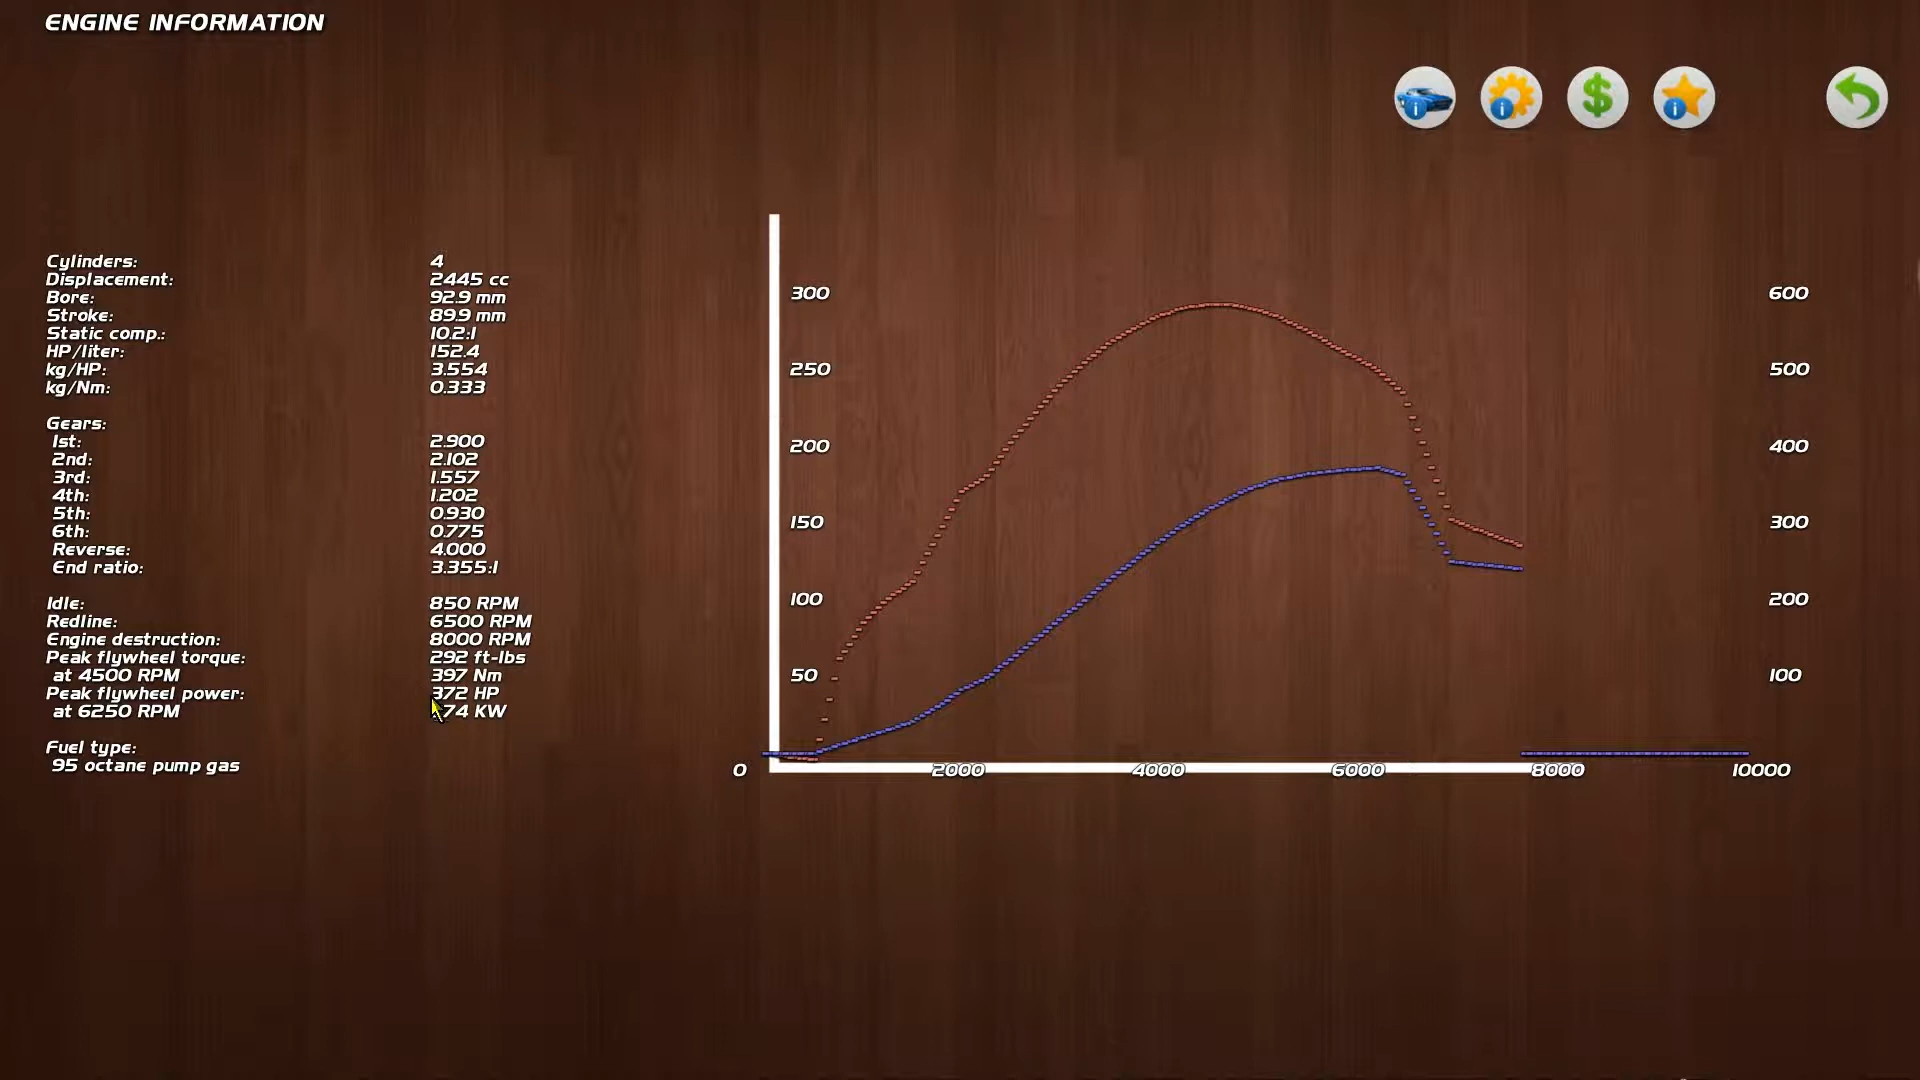 ENGINE INFORMATION
Cylinders: 4
Displacement: 2445 cc
Bore: 92.9 mm
Stroke: 89.9 mm
Static comp.: 10.2:1
HP/liter: 152.4
kg/HP: 3.554
kg/Nm: 0.333
Gears:
1st: 2.900
2nd: 2.102
3rd: 1.557
4th: 1.202
5th: 0.930
6th: 0.775
Reverse: 4.000
End ratio: 3.355:1
Idle: 850 RPM
Redline: 6500 RPM
Engine destruction: 8000 RPM
Peak flywheel torque: 292 ft-lbs
at 4500 RPM 397 Nm
Peak flywheel power: 372 HP
at 6250 RPM 74 KW
Fuel type:
95 octane pump gas
300 600
250 500
200 400
150 300
100 200
50 100
0 2000 4000 6000 8000 10000